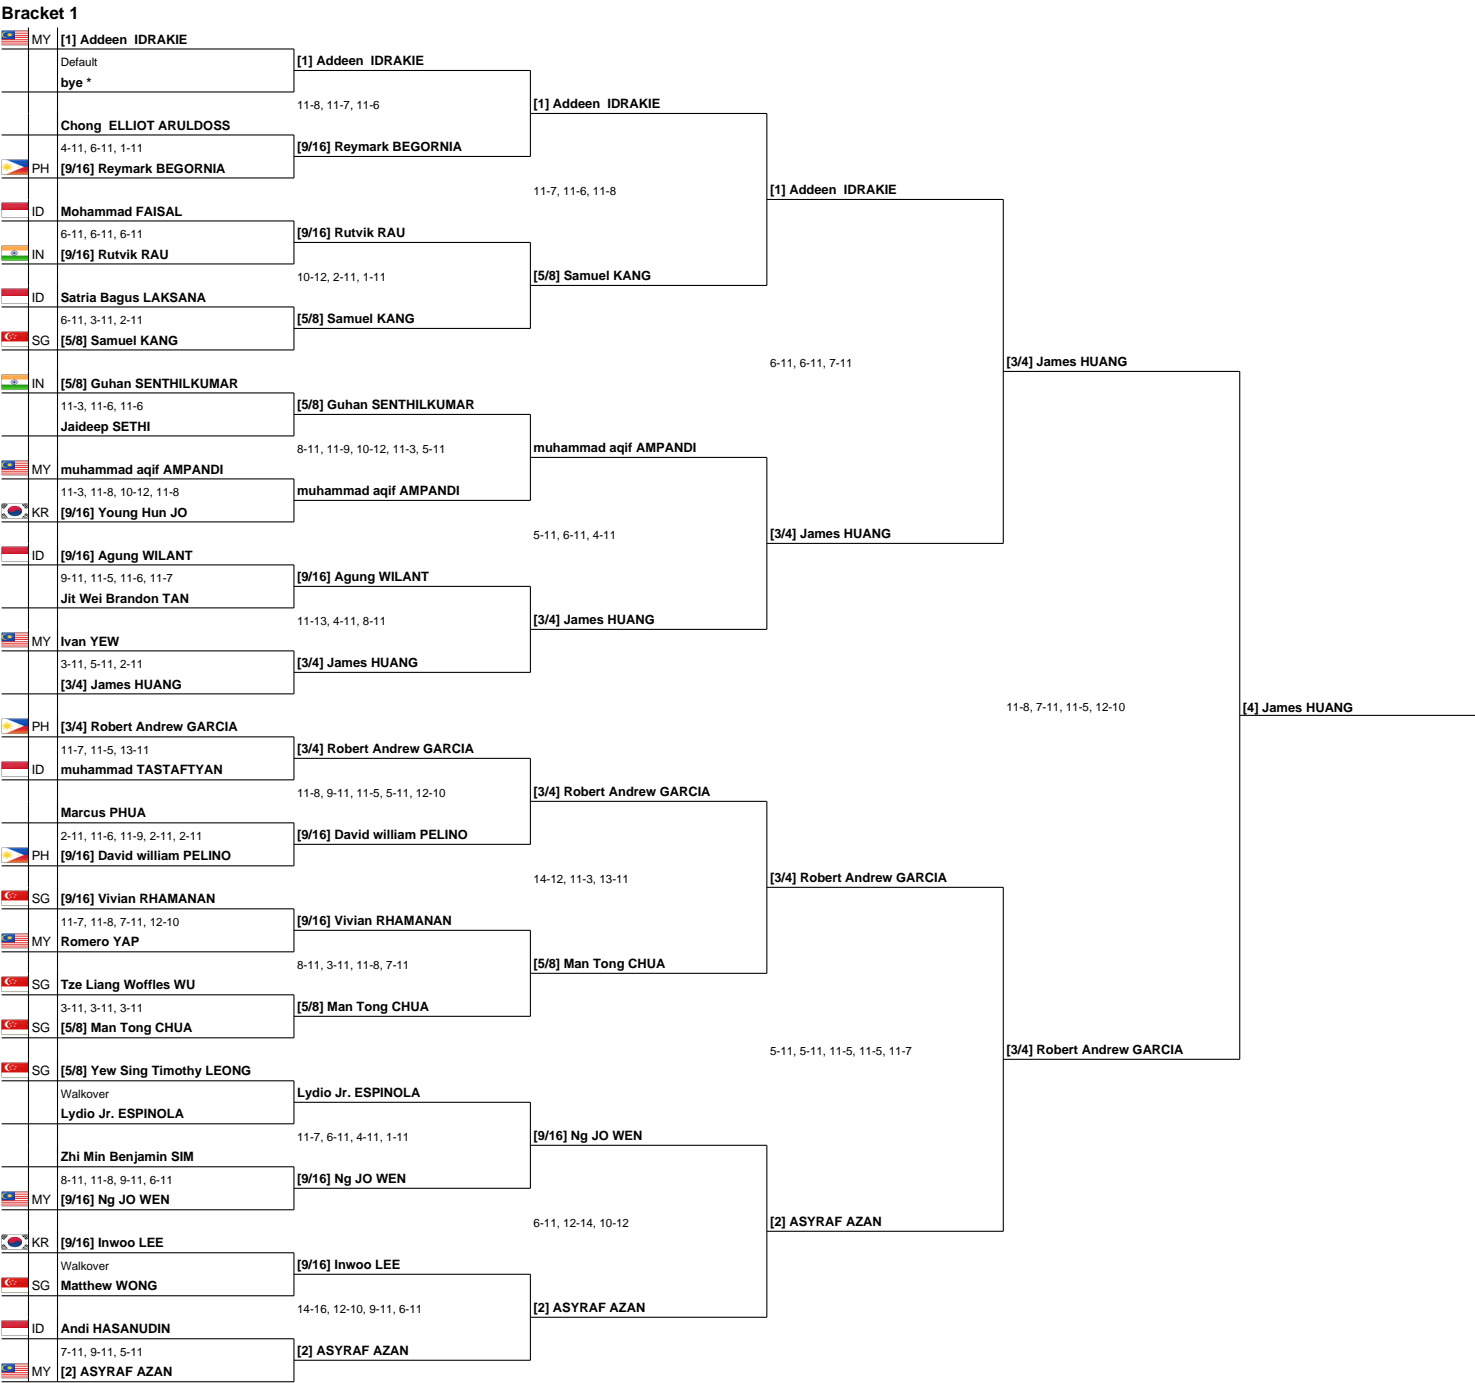 Bracket 1
MY [1] Addeen IDRAKIE
Default
bye *
[1] Addeen IDRAKIE
11-8, 11-7, 11-6
Chong ELLIOT ARULDOSS
4-11, 6-11, 1-11
PH [9/16] Reymark BEGORNIA
[9/16] Reymark BEGORNIA
[1] Addeen IDRAKIE
11-7, 11-6, 11-8
ID Mohammad FAISAL
6-11, 6-11, 6-11
IN [9/16] Rutvik RAU
[9/16] Rutvik RAU
10-12, 2-11, 1-11
ID Satria Bagus LAKSANA
6-11, 3-11, 2-11
SG [5/8] Samuel KANG
[5/8] Samuel KANG
[5/8] Samuel KANG
[1] Addeen IDRAKIE
6-11, 6-11, 7-11
IN [5/8] Guhan SENTHILKUMAR
11-3, 11-6, 11-6
Jaideep SETHI
[5/8] Guhan SENTHILKUMAR
8-11, 11-9, 10-12, 11-3, 5-11
MY muhammad aqif AMPANDI
11-3, 11-8, 10-12, 11-8
KR [9/16] Young Hun JO
muhammad aqif AMPANDI
muhammad aqif AMPANDI
5-11, 6-11, 4-11
ID [9/16] Agung WILANT
9-11, 11-5, 11-6, 11-7
Jit Wei Brandon TAN
[9/16] Agung WILANT
11-13, 4-11, 8-11
MY Ivan YEW
3-11, 5-11, 2-11
[3/4] James HUANG
[3/4] James HUANG
[3/4] James HUANG
[3/4] James HUANG
[3/4] James HUANG
11-8, 7-11, 11-5, 12-10
[4] James HUANG
PH [3/4] Robert Andrew GARCIA
11-7, 11-5, 13-11
ID muhammad TASTAFTYAN
[3/4] Robert Andrew GARCIA
11-8, 9-11, 11-5, 5-11, 12-10
Marcus PHUA
2-11, 11-6, 11-9, 2-11, 2-11
PH [9/16] David william PELINO
[9/16] David william PELINO
[3/4] Robert Andrew GARCIA
14-12, 11-3, 13-11
SG [9/16] Vivian RHAMANAN
11-7, 11-8, 7-11, 12-10
MY Romero YAP
[9/16] Vivian RHAMANAN
8-11, 3-11, 11-8, 7-11
SG Tze Liang Woffles WU
3-11, 3-11, 3-11
SG [5/8] Man Tong CHUA
[5/8] Man Tong CHUA
[5/8] Man Tong CHUA
[3/4] Robert Andrew GARCIA
5-11, 5-11, 11-5, 11-5, 11-7
[3/4] Robert Andrew GARCIA
SG [5/8] Yew Sing Timothy LEONG
Walkover
Lydio Jr. ESPINOLA
Lydio Jr. ESPINOLA
11-7, 6-11, 4-11, 1-11
Zhi Min Benjamin SIM
8-11, 11-8, 9-11, 6-11
MY [9/16] Ng JO WEN
[9/16] Ng JO WEN
[9/16] Ng JO WEN
6-11, 12-14, 10-12
KR [9/16] Inwoo LEE
Walkover
SG Matthew WONG
[9/16] Inwoo LEE
14-16, 12-10, 9-11, 6-11
ID Andi HASANUDIN
7-11, 9-11, 5-11
MY [2] ASYRAF AZAN
[2] ASYRAF AZAN
[2] ASYRAF AZAN
[2] ASYRAF AZAN